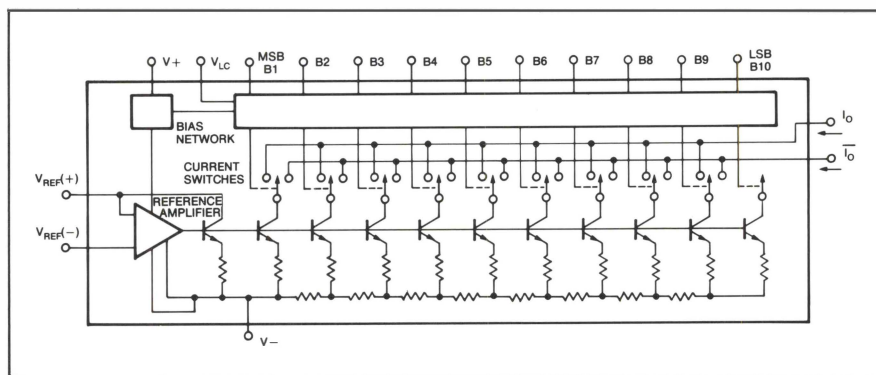 V+
V_LC
MSB
B1
B2
B3
B4
B5
B6
B7
B8
B9
LSB
B10
I_O
BIAS
NETWORK
CURRENT
SWITCHES
I̅_O̅
V_REF(+)
REFERENCE
AMPLIFIER
V_REF(−)
V−